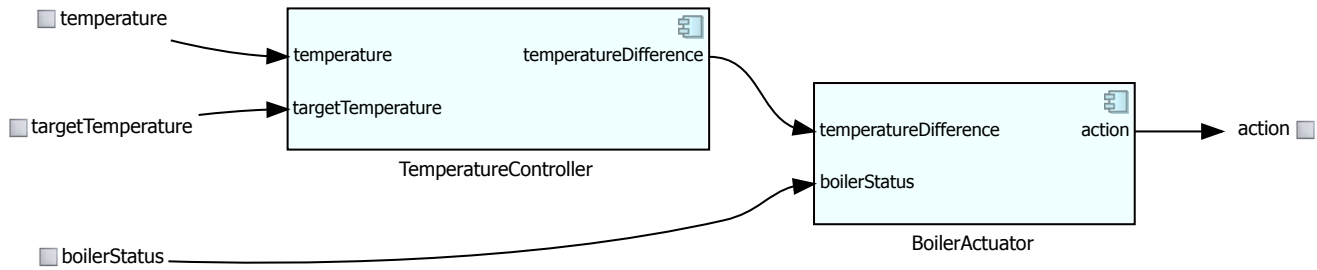 temperature
temperature
temperatureDifference
targetTemperature
targetTemperature
TemperatureController
temperatureDifference
action
action
boilerStatus
BoilerActuator
boilerStatus